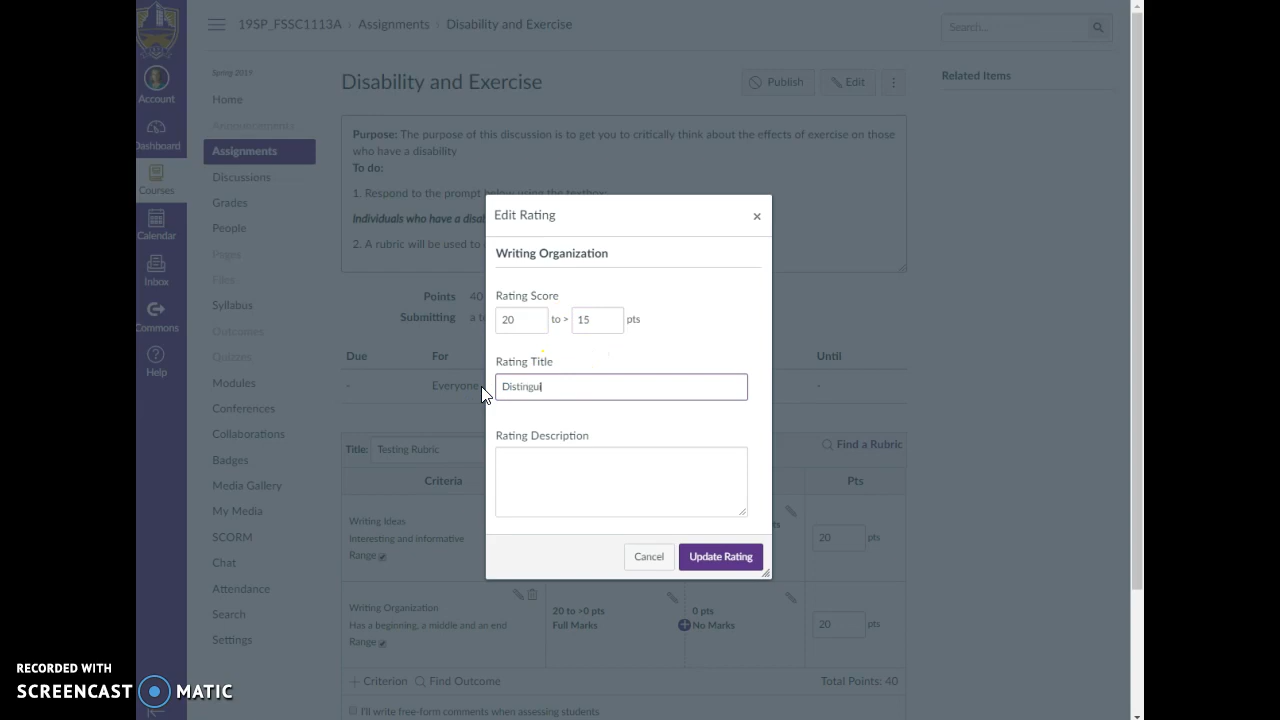 19SP_FSSC1113A > Assignments > Disability and Exercise
Search...
Spring 2019
Account
Dashboard
Courses
Calendar
Inbox
Commons
Help
Home
Announcements
Assignments
Discussions
Grades
People
Pages
Files
Syllabus
Outcomes
Quizzes
Modules
Conferences
Collaborations
Badges
Media Gallery
My Media
SCORM
Chat
Attendance
Search
Settings
Disability and Exercise
Publish
Edit
Related Items
Purpose: The purpose of this discussion is to get you to critically think about the effects of exercise on those
who have a disability
To do:
1. Respond to the prompt below using the textbox:
Individuals who have a disab
2. A rubric will be used to
Points 40
Submitting a t
Due For Until
- Everyone -
Title: Testing Rubric
Find a Rubric
Criteria Pts
Writing Ideas
Interesting and informative
Range
ts
20 pts
Writing Organization
Has a beginning, a middle and an end
Range
20 to >0 pts
Full Marks
0 pts
No Marks
20 pts
+ Criterion Find Outcome Total Points: 40
I'll write free-form comments when assessing students
Edit Rating ×
Writing Organization
Rating Score
20 to > 15 pts
Rating Title
Distingui
Rating Description
Cancel Update Rating
RECORDED WITH
SCREENCAST MATIC